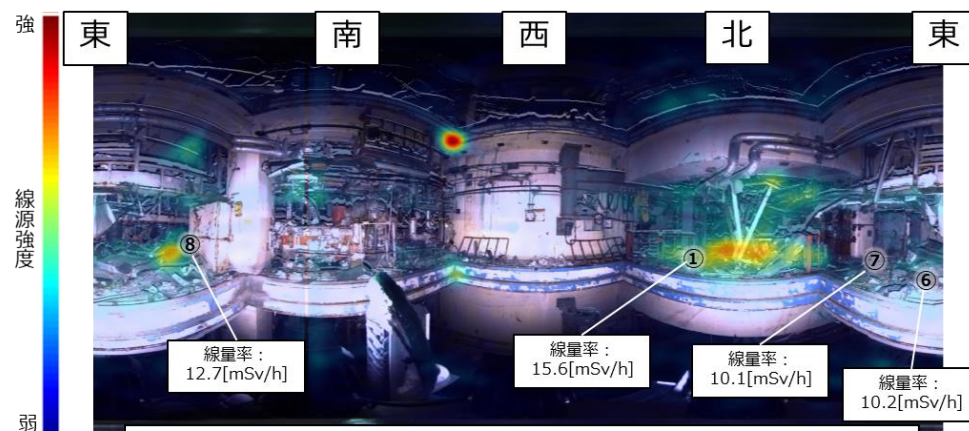 強
東
南
西
北
東
線源強度
弱
⑧
①
⑦
⑥
線量率:
12.7[mSv/h]
線量率:
15.6[mSv/h]
線量率:
10.1[mSv/h]
線量率:
10.2[mSv/h]